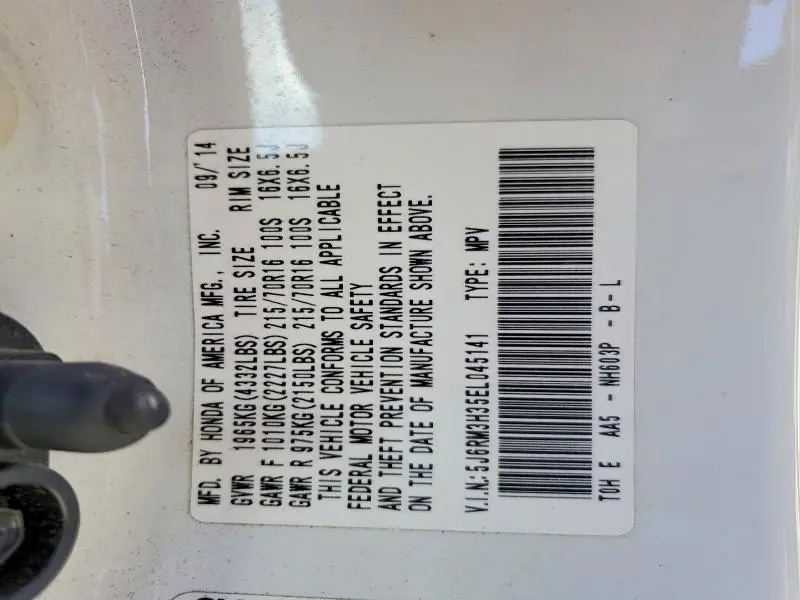 MFD. BY HONDA OF AMERICA MFG., INC. 09/'14
GVWR 1965KG(4332LBS) TIRE SIZE RIM SIZE
GAWR F 1010KG(2227LBS) 215/70R16 100S 16X6.5J
GAWR R 975KG(2150LBS) 215/70R16 100S 16X6.5J
THIS VEHICLE CONFORMS TO ALL APPLICABLE
FEDERAL MOTOR VEHICLE SAFETY
AND THEFT PREVENTION STANDARDS IN EFFECT
ON THE DATE OF MANUFACTURE SHOWN ABOVE.
V.I.N.:5J6RM3H35EL045141 TYPE: MPV
T0H E AA5 - NH603P - B - L